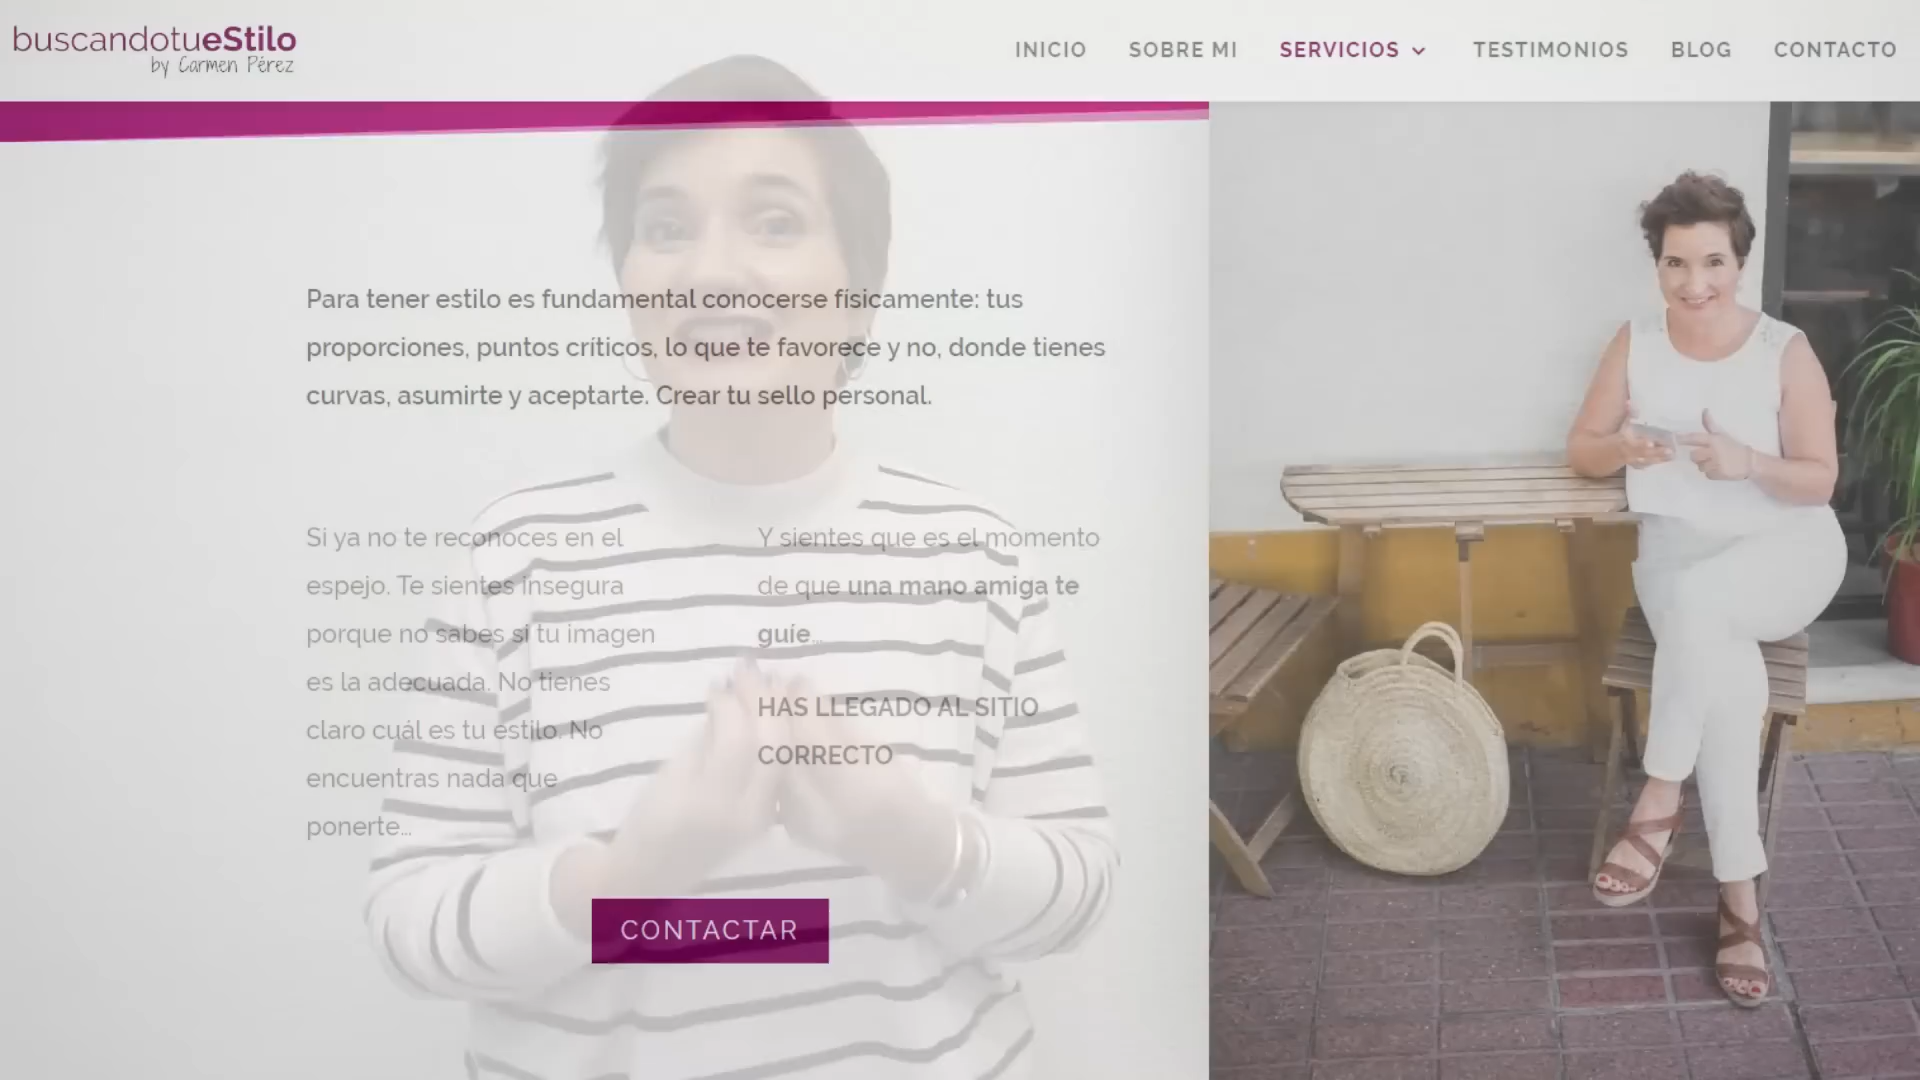 buscandotueStilo
by Carmen Pérez
INICIO SOBRE MI SERVICIOS TESTIMONIOS BLOG CONTACTO
Para tener estilo es fundamental conocerse físicamente: tus
proporciones, puntos críticos, lo que te favorece y no, donde tienes
curvas, asumirte y aceptarte. Crear tu sello personal.
Si ya no te reconoces en el
espejo. Te sientes insegura
porque no sabes si tu imagen
es la adecuada. No tienes
claro cuál es tu estilo. No
encuentras nada que
ponerte...
Y sientes que es el momento
de que una mano amiga te
guíe...
HAS LLEGADO AL SITIO
CORRECTO
CONTACTAR